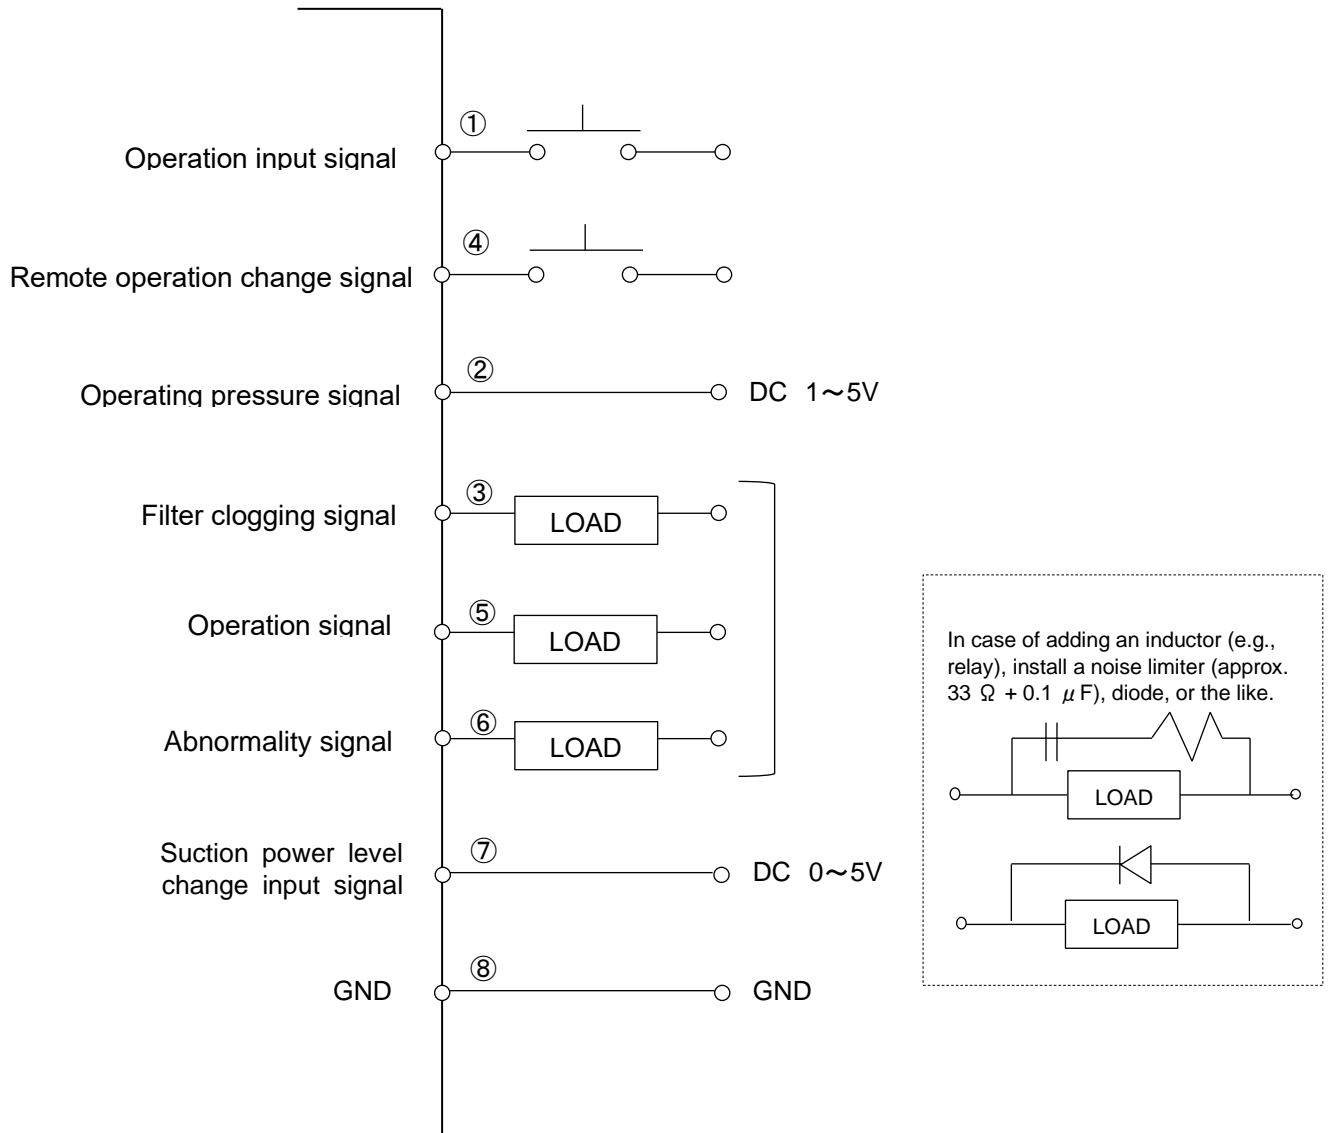 ①
Operation input signal
④
Remote operation change signal
②
Operating pressure signal
DC 1～5V
③
Filter clogging signal
LOAD
⑤
Operation signal
LOAD
⑥
Abnormality signal
LOAD
⑦
Suction power level
change input signal
DC 0～5V
⑧
GND
GND
In case of adding an inductor (e.g.,
relay), install a noise limiter (approx.
33 Ω + 0.1 μF), diode, or the like.
LOAD
LOAD